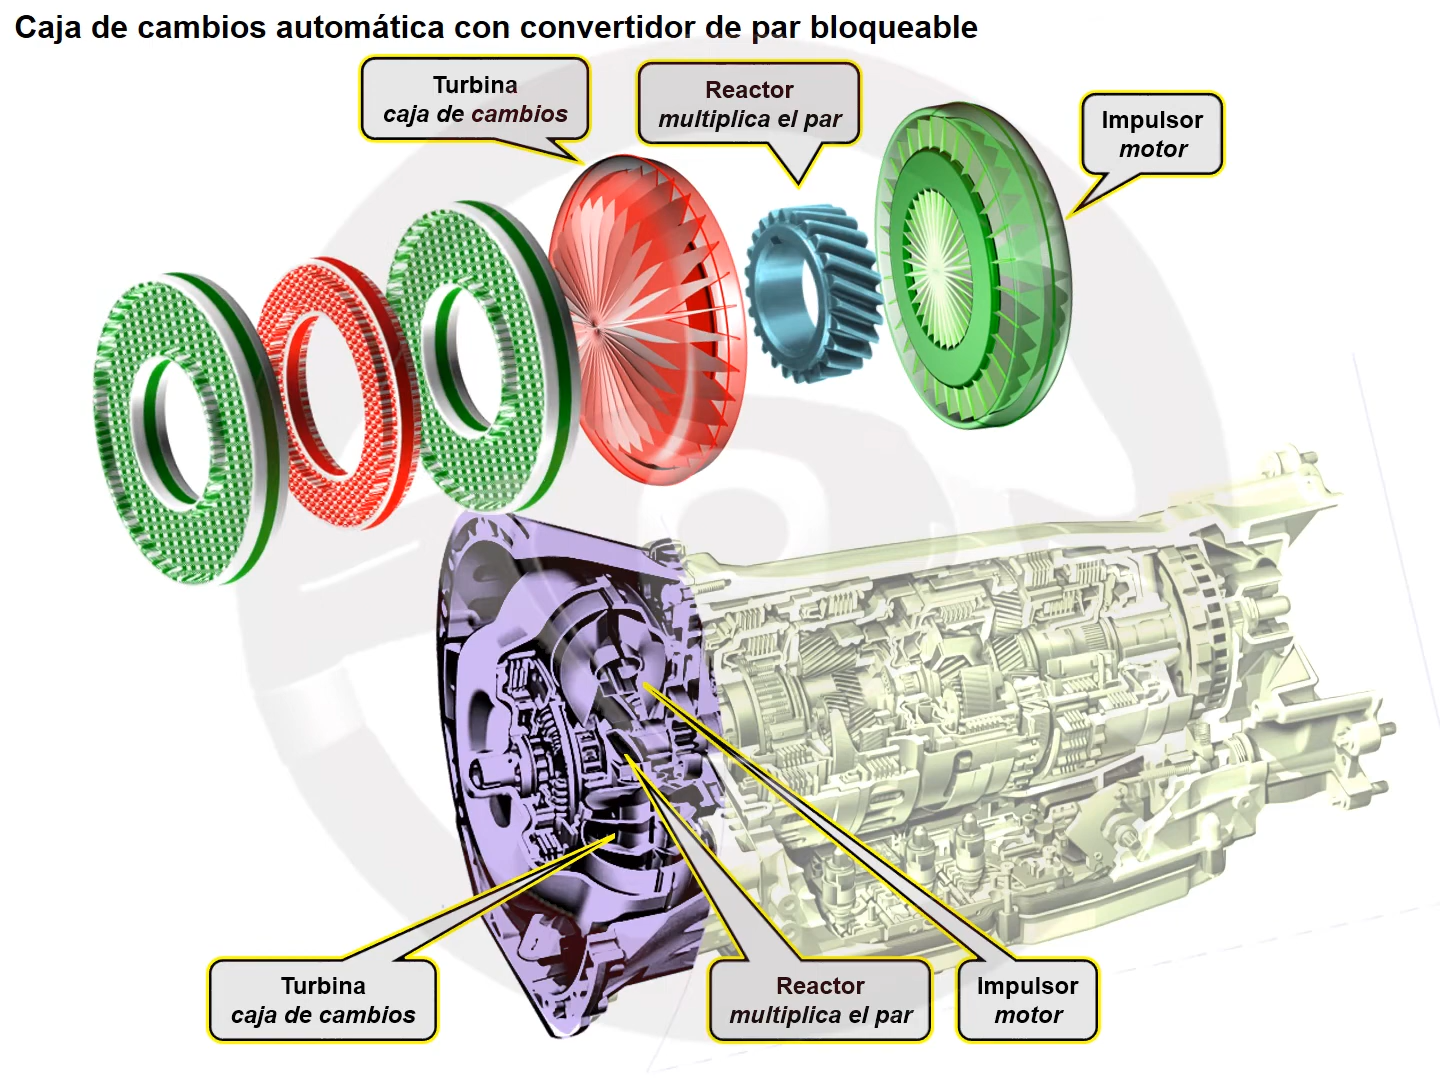 Caja de cambios automática con convertidor de par bloqueable
Turbina
caja de cambios
Reactor
multiplica el par
Impulsor
motor
Turbina
caja de cambios
Reactor
multiplica el par
Impulsor
motor